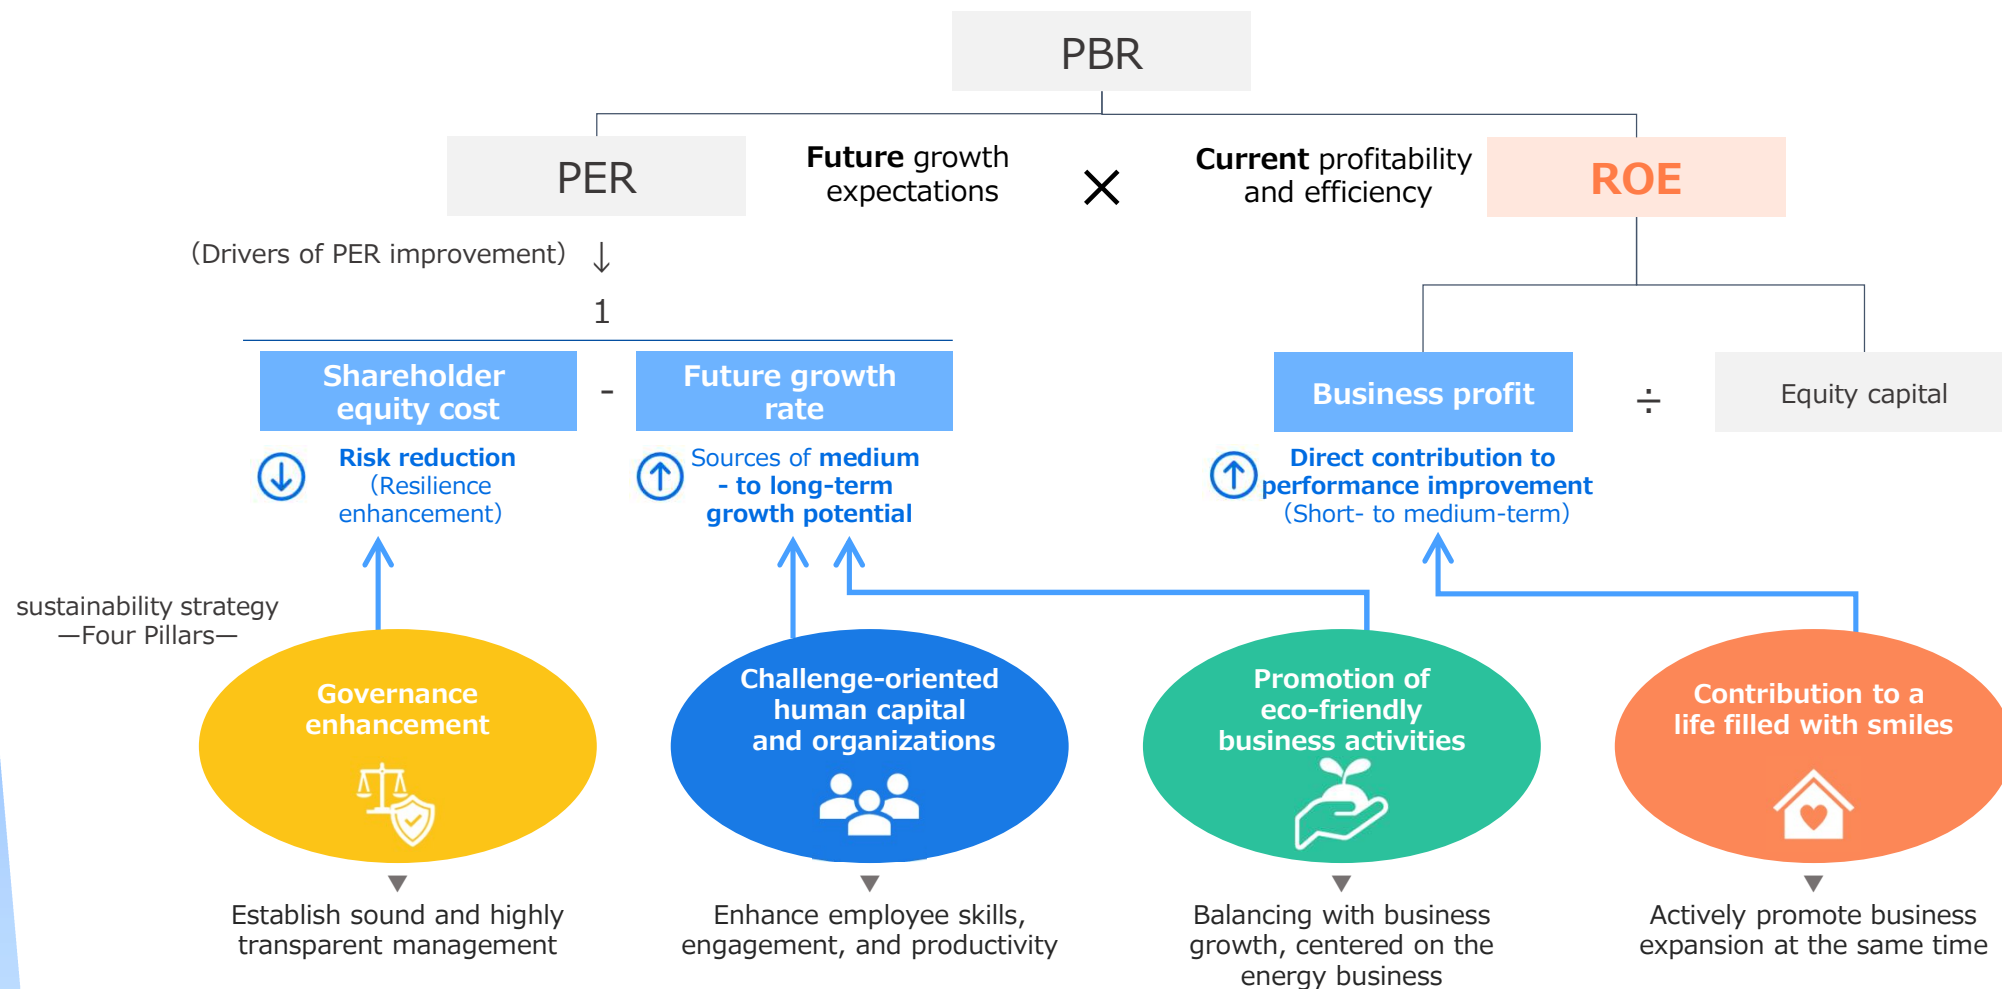 PBR
PER
Future growth
expectations
×
Current profitability
and efficiency
ROE
(Drivers of PER improvement) ↓
1
Shareholder
equity cost
-
Future growth
rate
Business profit
÷
Equity capital
Risk reduction
(Resilience
enhancement)
Sources of medium
- to long-term
growth potential
Direct contribution to
performance improvement
(Short- to medium-term)
sustainability strategy
—Four Pillars—
Governance
enhancement
Challenge-oriented
human capital
and organizations
Promotion of
eco-friendly
business activities
Contribution to a
life filled with smiles
Establish sound and highly
transparent management
Enhance employee skills,
engagement, and productivity
Balancing with business
growth, centered on the
energy business
Actively promote business
expansion at the same time